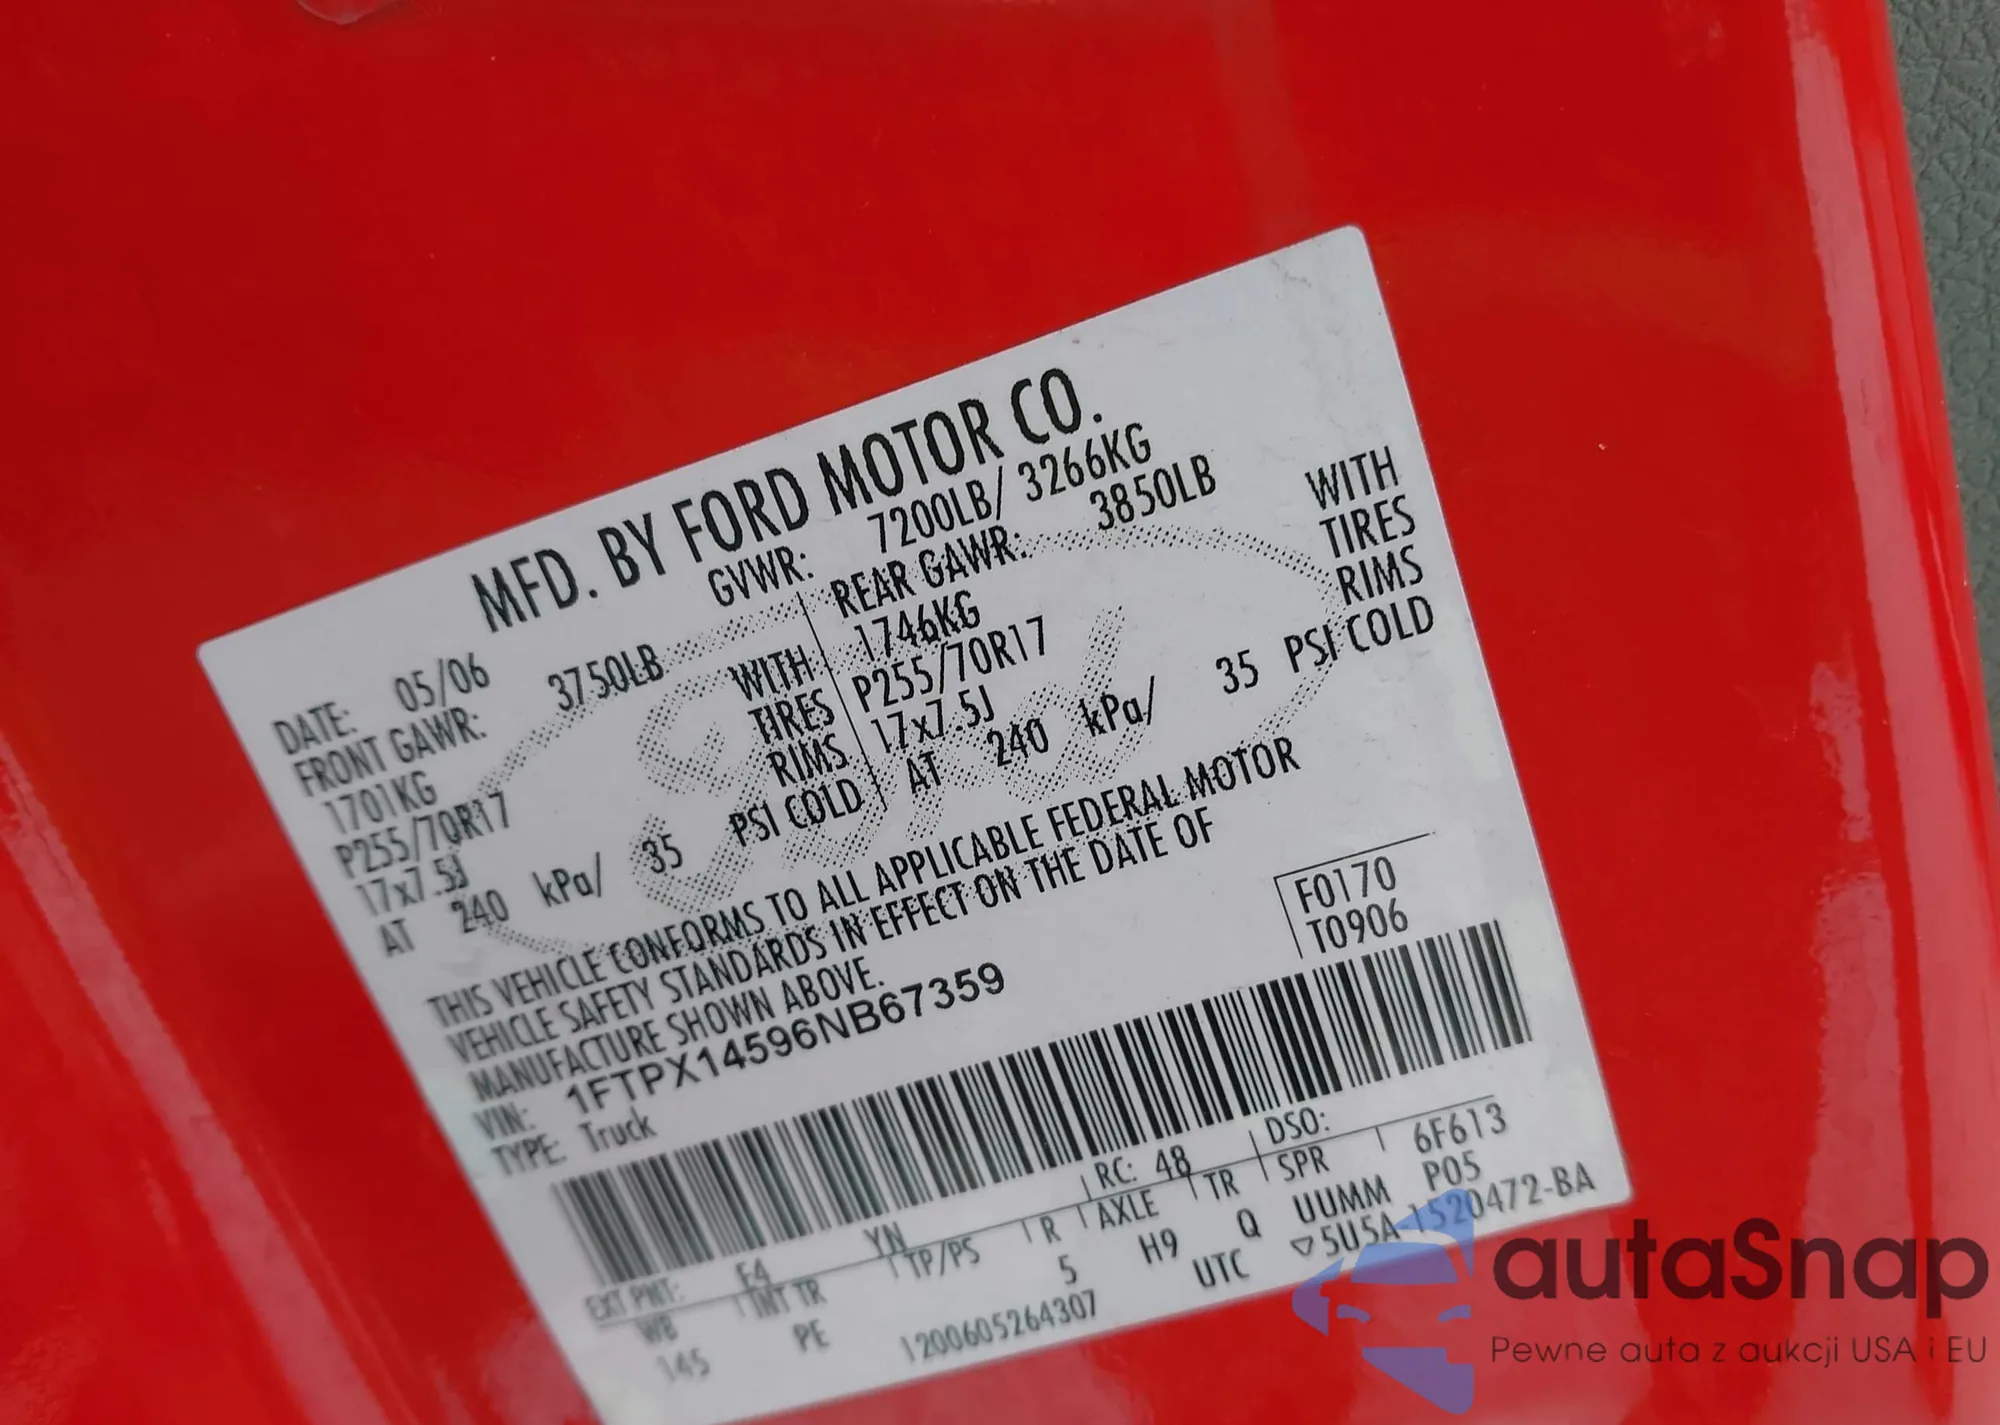 MFD. BY FORD MOTOR CO.
DATE: 05/06 GVWR: 7200LB/ 3266KG
FRONT GAWR: 3750LB REAR GAWR: 3850LB
1701KG WITH 1746KG WITH
P255/70R17 TIRES P255/70R17 TIRES
17x7.5J RIMS 17x7.5J RIMS
AT 240 kPa/ 35 PSI COLD AT 240 kPa/ 35 PSI COLD
THIS VEHICLE CONFORMS TO ALL APPLICABLE FEDERAL MOTOR
VEHICLE SAFETY STANDARDS IN EFFECT ON THE DATE OF
MANUFACTURE SHOWN ABOVE.
VIN: 1FTPX14596NB67359
TYPE: Truck
F0170
T0906
EXT PNT: E4 YN RC: 48 DSO: 6F613
WB INT TR TP/PS R AXLE TR SPR P05
145 PE 5 H9 Q UUMM
1200605264307 UTC ▽5U5A-1520472-BA
autaSnap
Pewne auta z aukcji USA i EU